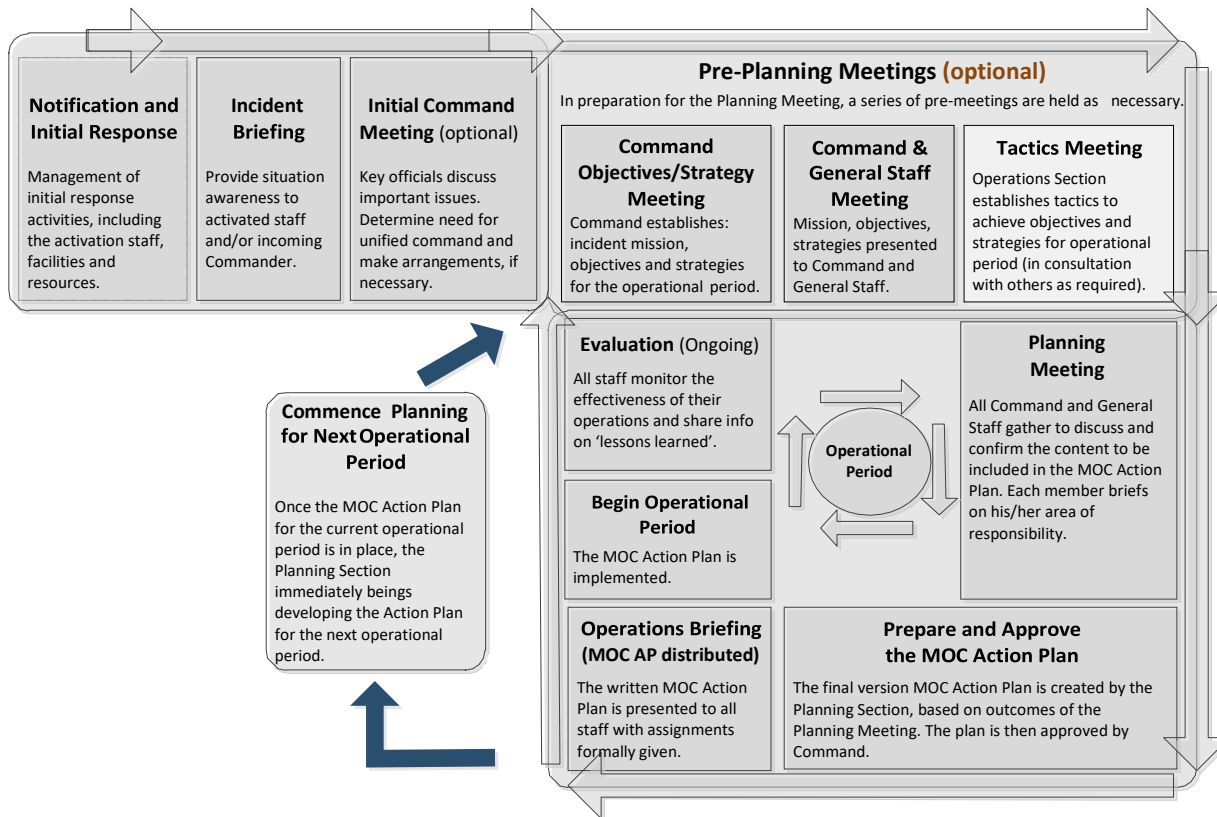 Notification and
Initial Response
Management of
initial response
activities, including
the activation staff,
facilities and
resources.
Incident
Briefing
Provide situation
awareness to
activated staff
and/or incoming
Commander.
Initial Command
Meeting (optional)
Key officials discuss
important issues.
Determine need for
unified command and
make arrangements, if
necessary.
Pre-Planning Meetings (optional)
In preparation for the Planning Meeting, a series of pre-meetings are held as necessary.
Command
Objectives/Strategy
Meeting
Command establishes:
incident mission,
objectives and strategies
for the operational period.
Command &
General Staff
Meeting
Mission, objectives,
strategies presented
to Command and
General Staff.
Tactics Meeting
Operations Section
establishes tactics to
achieve objectives and
strategies for operational
period (in consultation
with others as required).
Planning
Meeting
All Command and General
Staff gather to discuss and
confirm the content to be
included in the MOC Action
Plan. Each member briefs
on his/her area of
responsibility.
Prepare and Approve
the MOC Action Plan
The final version MOC Action Plan is created by the
Planning Section, based on outcomes of the
Planning Meeting. The plan is then approved by
Command.
Operations Briefing
(MOC AP distributed)
The written MOC Action
Plan is presented to all
staff with assignments
formally given.
Begin Operational
Period
The MOC Action Plan is
implemented.
Evaluation (Ongoing)
All staff monitor the
effectiveness of their
operations and share info
on ‘lessons learned’.
Operational
Period
Commence Planning
for Next Operational
Period
Once the MOC Action Plan
for the current operational
period is in place, the
Planning Section
immediately beings
developing the Action Plan
for the next operational
period.